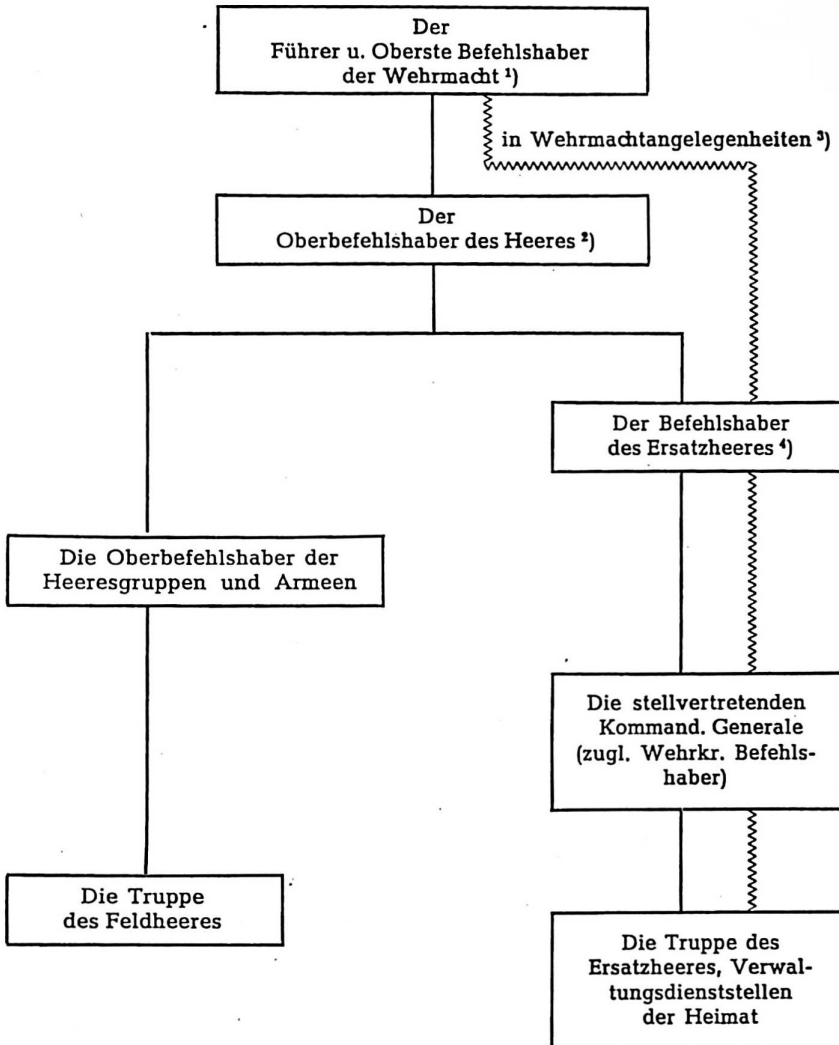 Der
Führer u. Oberste Befehlshaber
der Wehrmacht ¹)
in Wehrmachtangelegenheiten ³)
Der
Oberbefehlshaber des Heeres ²)
Der Befehlshaber
des Ersatzheeres ⁴)
Die Oberbefehlshaber der
Heeresgruppen und Armeen
Die stellvertretenden
Kommand. Generale
(zugl. Wehrkr. Befehls-
haber)
Die Truppe
des Feldheeres
Die Truppe des
Ersatzheeres, Verwal-
tungsdienststellen
der Heimat